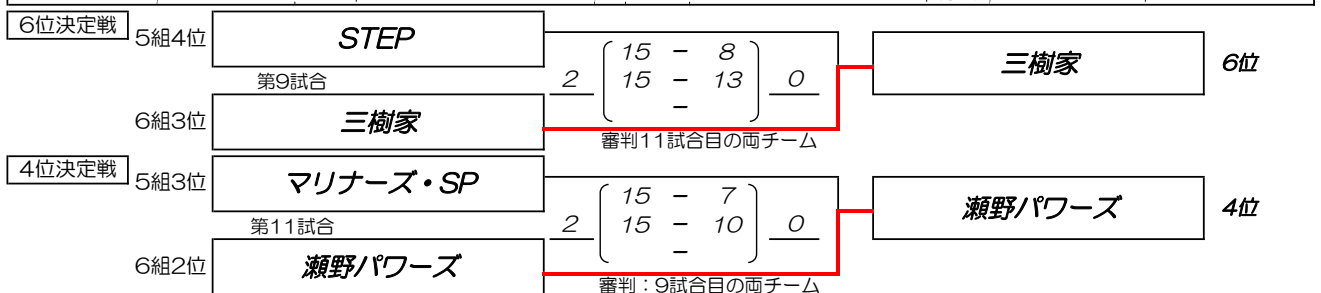 6位決定戦
5組4位
STEP
第9試合
6組3位
三樹家
2
15 - 8
15 - 13
-
0
審判11試合目の両チーム
三樹家
6位
4位決定戦
5組3位
マリナーズ・SP
第11試合
6組2位
瀬野パワーズ
2
15 - 7
15 - 10
-
0
審判:9試合目の両チーム
瀬野パワーズ
4位